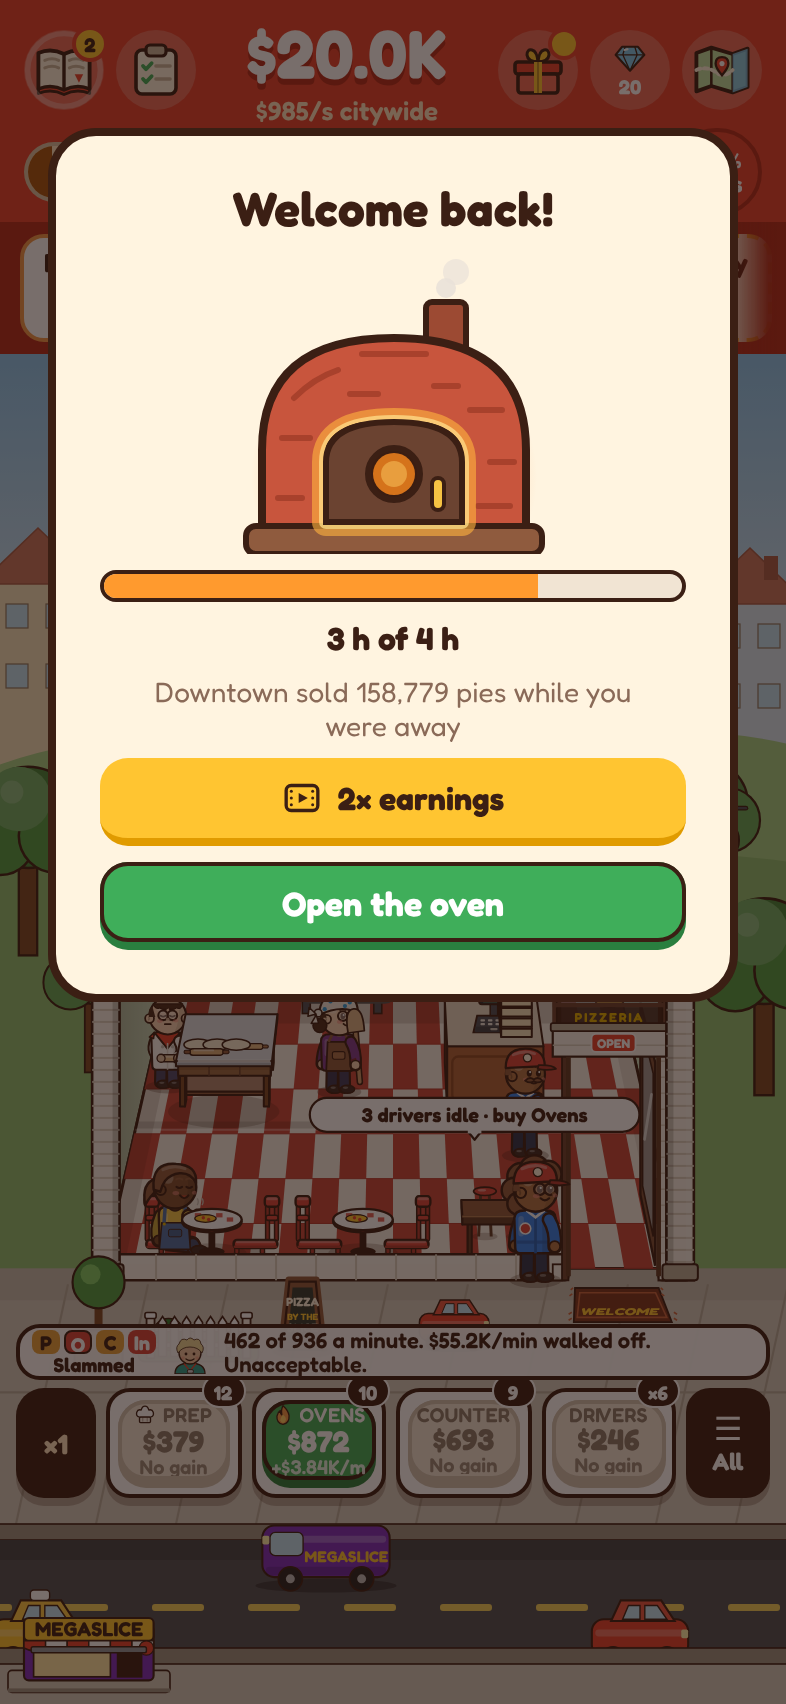 2
$20.0K
20
$985/s citywide
Welcome back!
3 h of 4 h
Downtown sold 158,779 pies while you
were away
2x earnings
Open the oven
PIZZERIA
OPEN
3 drivers idle · buy Ovens
PIZZA
BY THE
WELCOME
P O C In
Slammed
462 of 936 a minute. $55.2K/min walked off.
Unacceptable.
x1
12
PREP
$379
No gain
10
OVENS
$872
+$3.84K/m
9
COUNTER
$693
No gain
x6
DRIVERS
$246
No gain
All
MEGASLICE
MEGASLICE